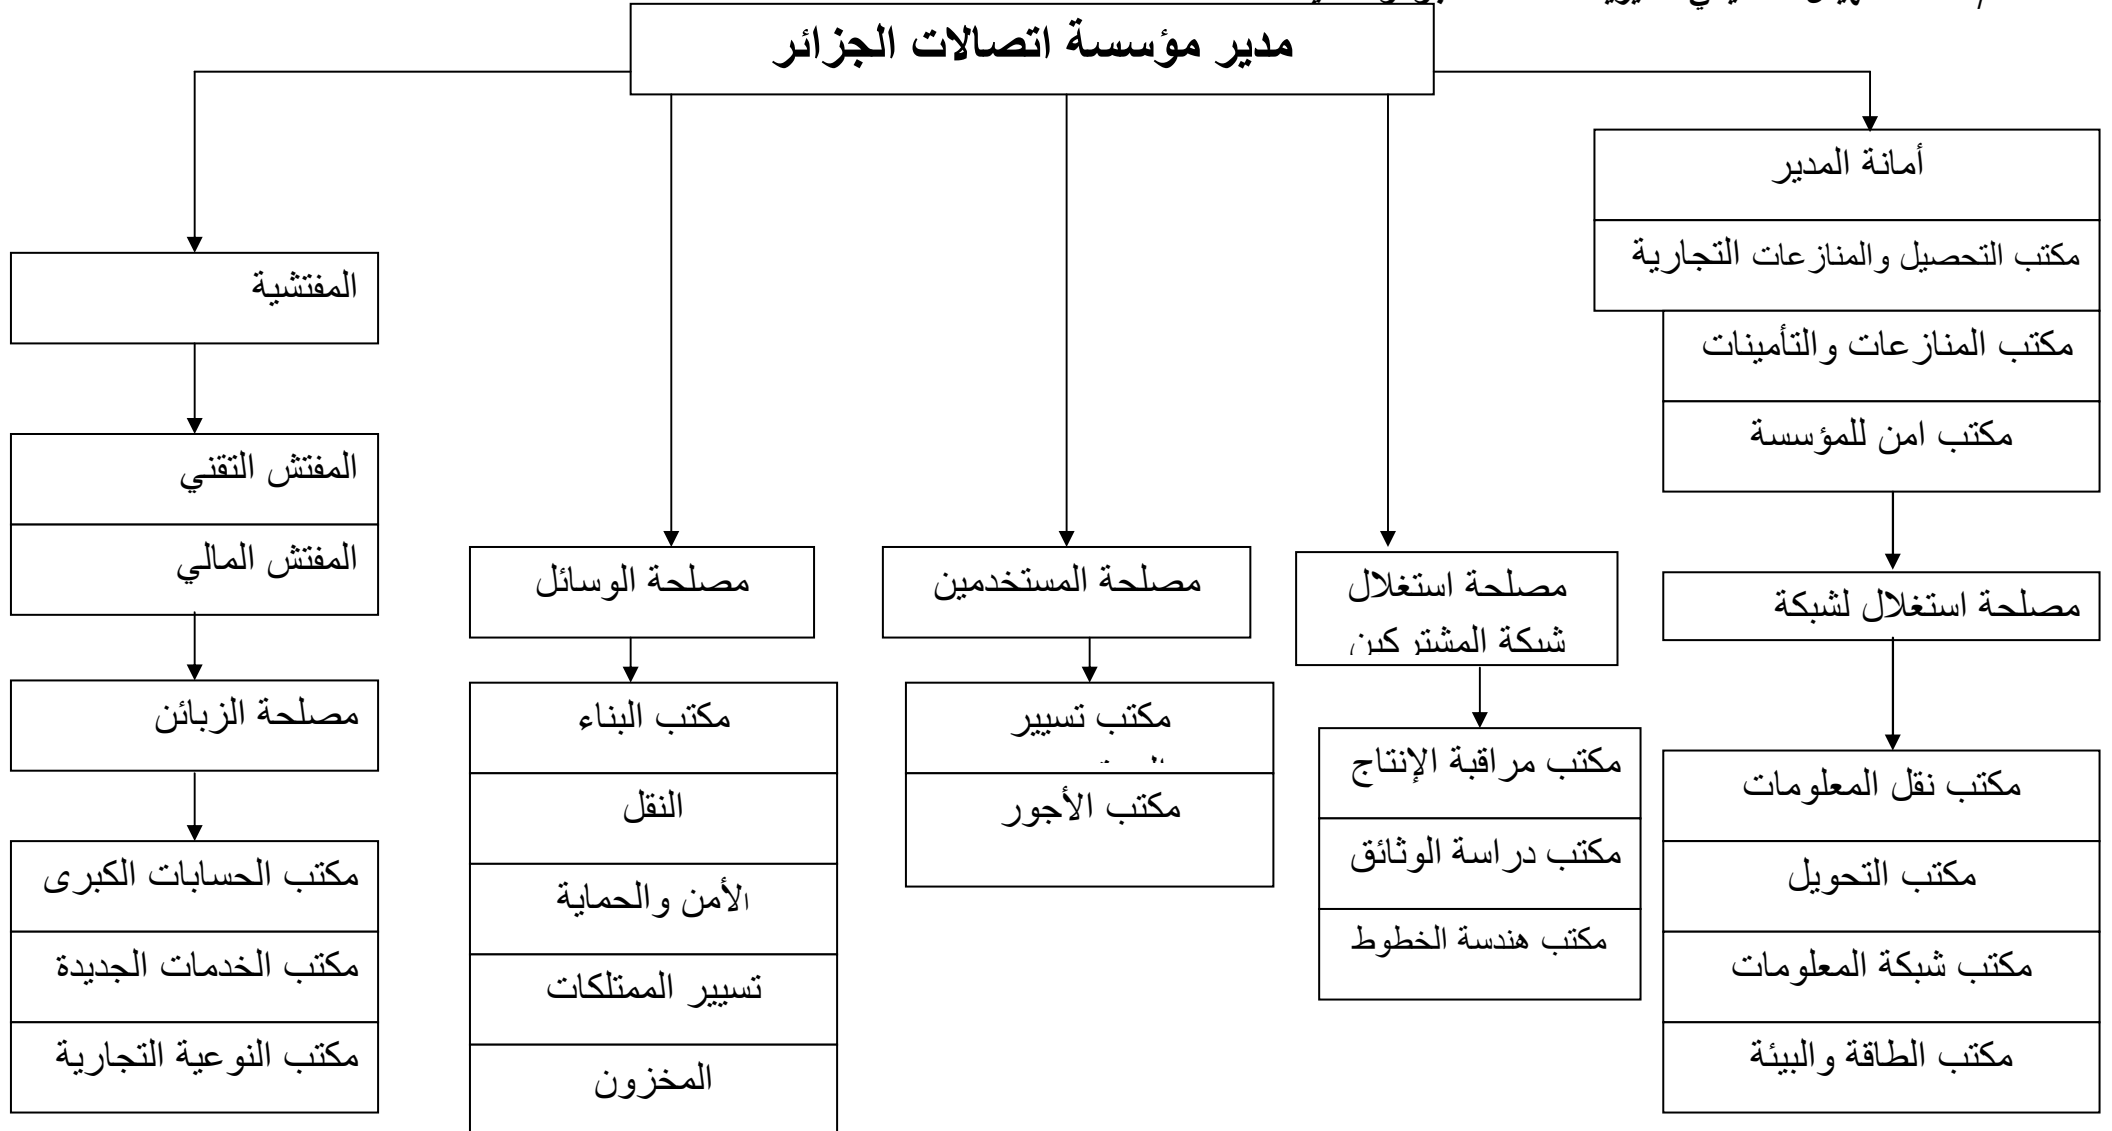 مدير مؤسسة اتصالات الجزائر
أمانة المدير
مكتب التحصيل والمنازعات التجارية
مكتب المنازعات والتأمينات
مكتب امن للمؤسسة
مصلحة استغلال لشبكة
مكتب نقل المعلومات
مكتب التحويل
مكتب شبكة المعلومات
مكتب الطاقة والبيئة
مصلحة استغلال
شبكة المشتركين
مكتب مراقبة الإنتاج
مكتب دراسة الوثائق
مكتب هندسة الخطوط
مصلحة المستخدمين
مكتب تسيير
مكتب الأجور
مصلحة الوسائل
مكتب البناء
النقل
الأمن والحماية
تسيير الممتلكات
المخزون
المفتشية
المفتش التقني
المفتش المالي
مصلحة الزبائن
مكتب الحسابات الكبرى
مكتب الخدمات الجديدة
مكتب النوعية التجارية